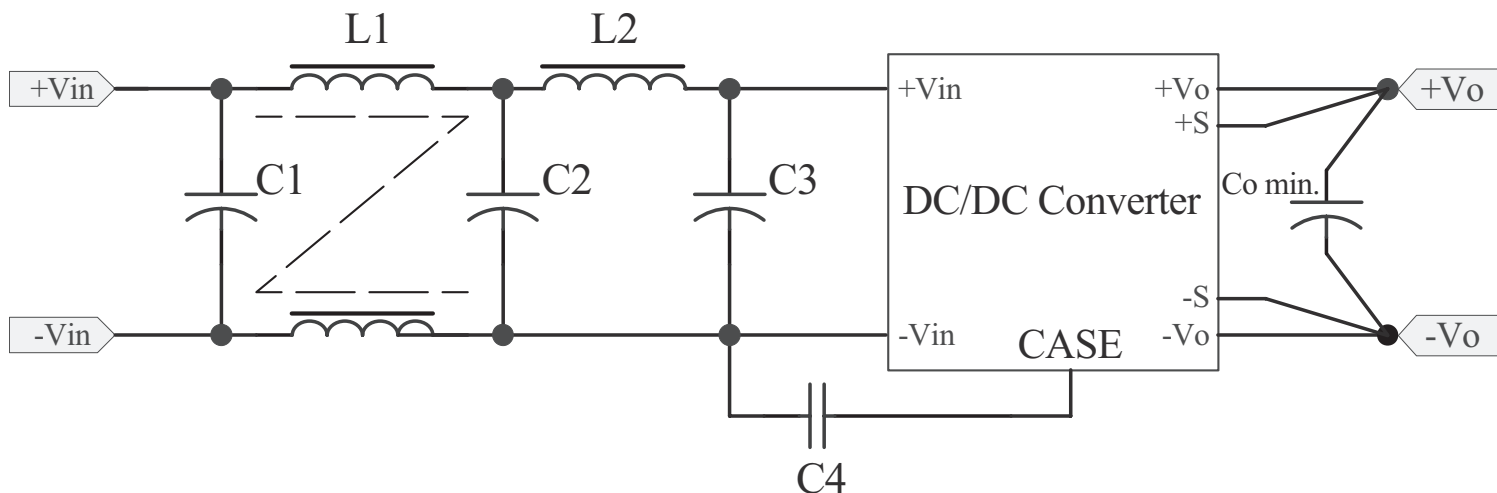 L1
L2
+Vin
+Vin
+Vo
+Vo
+S
C1
C2
C3
DC/DC Converter
Co min.
-S
-Vin
-Vin
CASE
-Vo
-Vo
C4